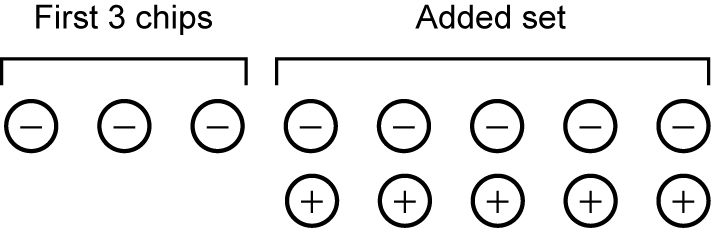 First 3 chips Added set
− − − − − − − −
+ + + + +